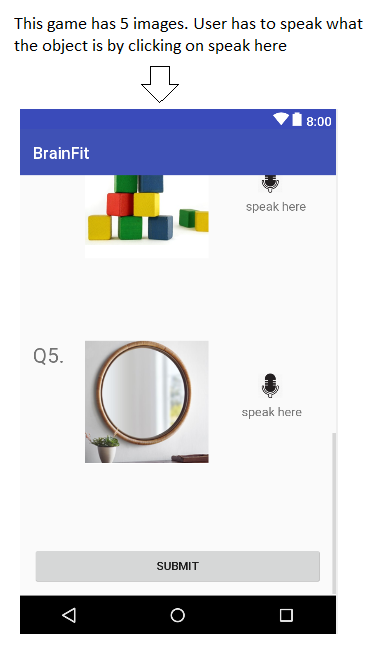 This game has 5 images. User has to speak what
the object is by clicking on speak here
8:00
BrainFit
speak here
Q5.
speak here
SUBMIT